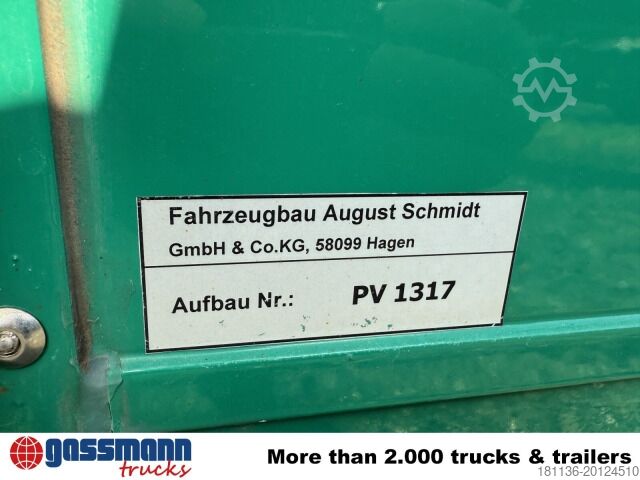 Fahrzeugbau August Schmidt
GmbH & Co.KG, 58099 Hagen
Aufbau Nr.: PV 1317
gassmann
trucks
More than 2.000 trucks & trailers
181136-20124510